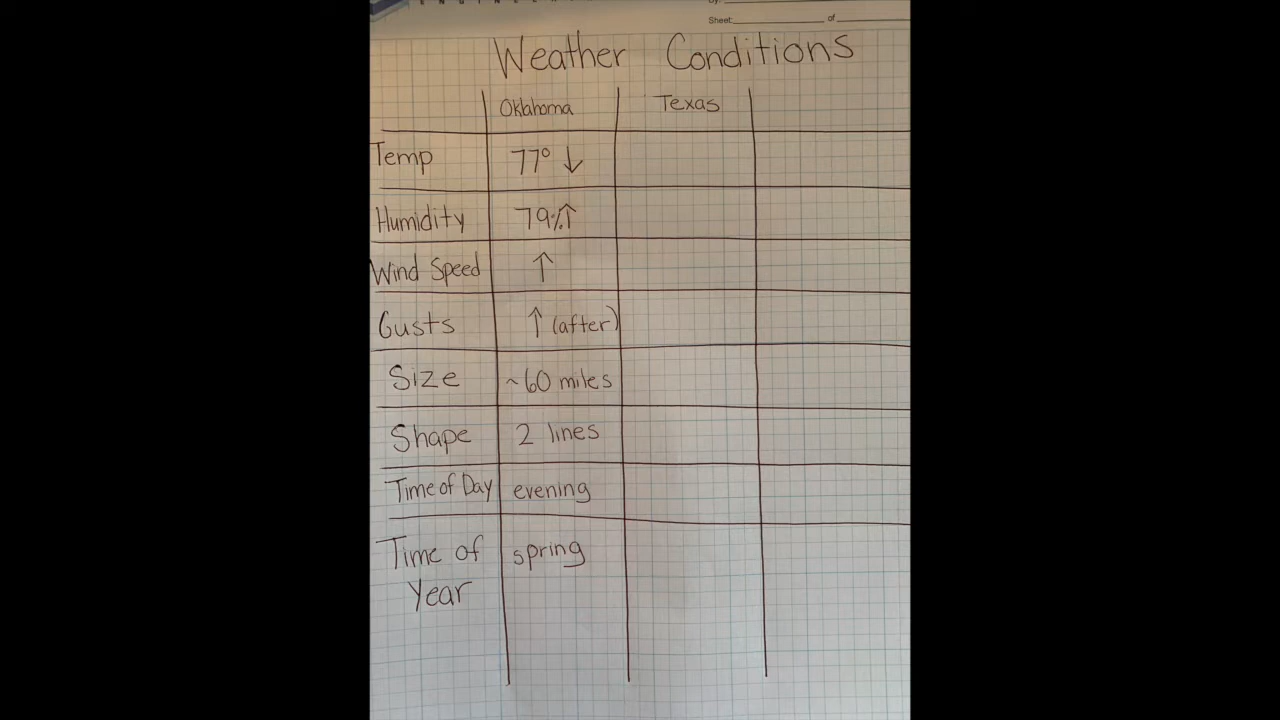 Sheet: of
Weather Conditions
Oklahoma Texas
Temp 77° ↓
Humidity 79%↑
Wind Speed ↑
Gusts ↑ (after)
Size ~60 miles
Shape 2 lines
Time of Day evening
Time of spring
Year